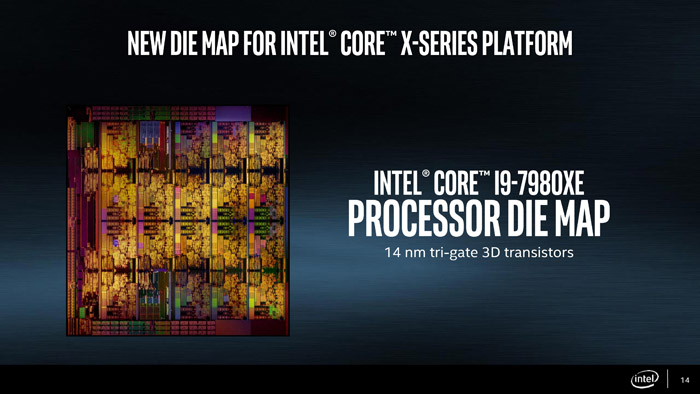 NEW DIE MAP FOR INTEL® CORE™ X-SERIES PLATFORM
INTEL® CORE™ I9-7980XE
PROCESSOR DIE MAP
14 nm tri-gate 3D transistors
intel
14